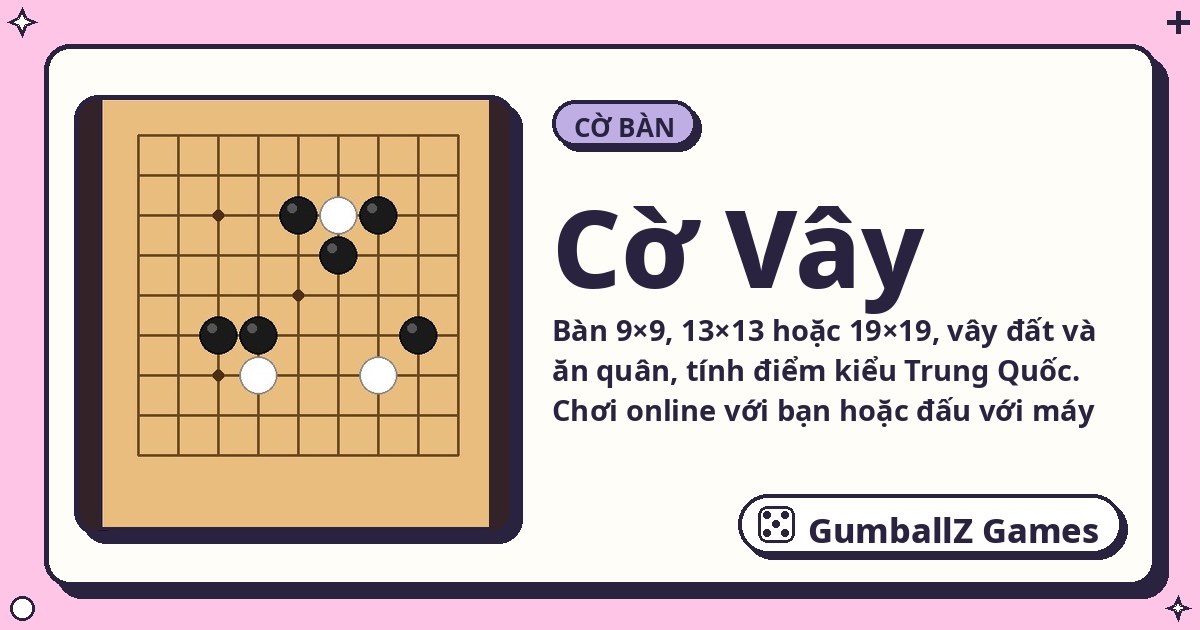 CỜ BÀN
Cờ Vây
Bàn 9×9, 13×13 hoặc 19×19, vây đất và
ăn quân, tính điểm kiểu Trung Quốc.
Chơi online với bạn hoặc đấu với máy
GumballZ Games